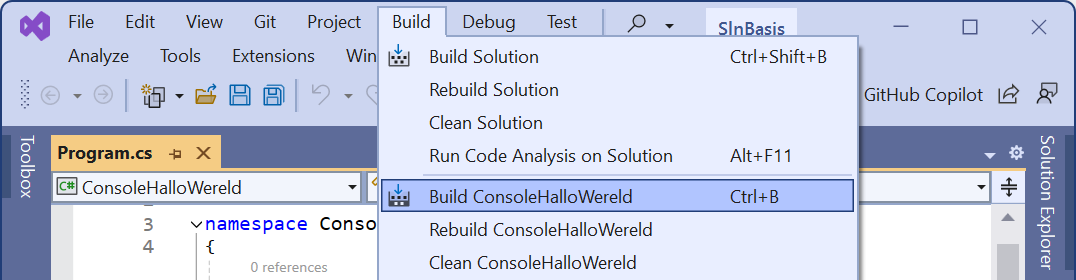 File Edit View Git Project Build Debug Test SlnBasis
Analyze Tools Extensions
Build Solution Ctrl+Shift+B
Rebuild Solution
GitHub Copilot
Clean Solution
Run Code Analysis on Solution Alt+F11
Toolbox
Program.cs
Solution Explorer
C# ConsoleHalloWereld
Build ConsoleHalloWereld Ctrl+B
3 namespace Conso
Rebuild ConsoleHalloWereld
4 {
0 references
Clean ConsoleHalloWereld